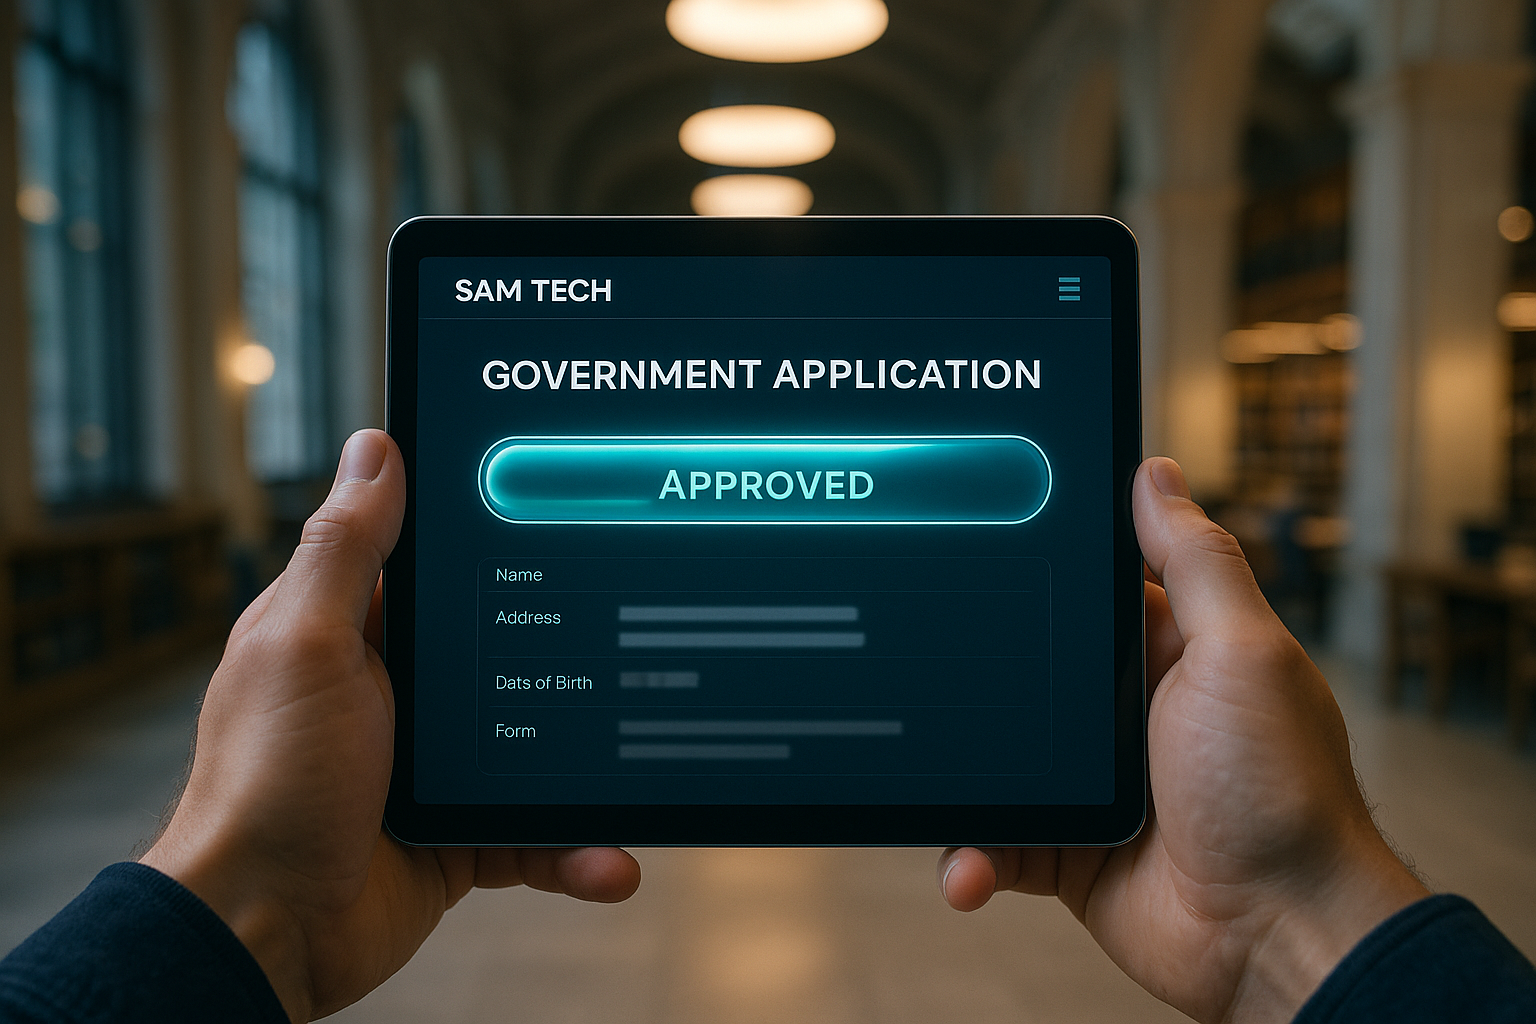 SAM TECH
GOVERNMENT APPLICATION
APPROVED
Name
Address
Dats of Birth
Form